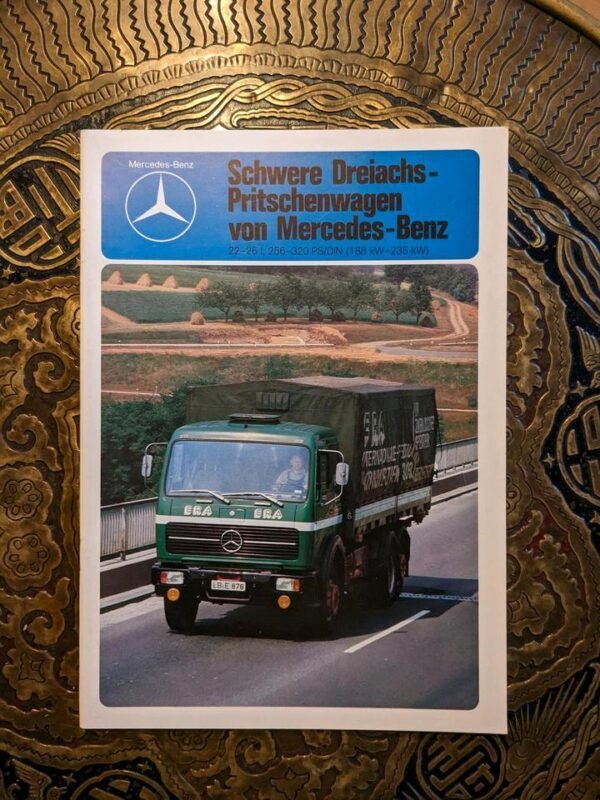 Mercedes-Benz
Schwere Dreiachs-
Pritschenwagen
von Mercedes-Benz
22-26 t, 256-320 PS/DIN (188 kW-235 kW)
ERA
ERA ERA
LB-E 876